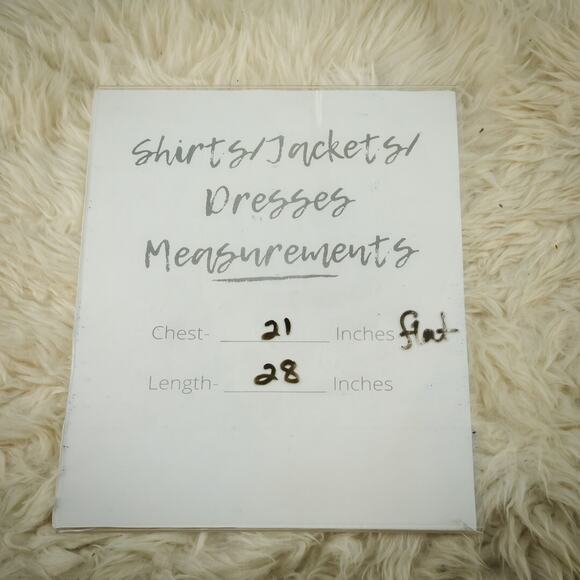 Shirts/Jackets/
Dresses
Measurements
Chest- 21 Inches flat
Length- 28 Inches